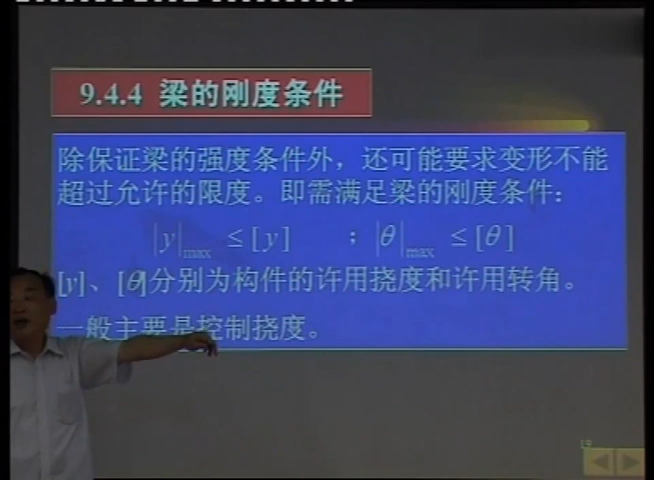 9.4.4 梁的刚度条件
除保证梁的强度条件外，还可能要求变形不能
超过允许的限度。即需满足梁的刚度条件：
|y|max ≤[y] ；|θ|max ≤[θ]
[y]、[θ]分别为构件的许用挠度和许用转角。
一般主要是控制挠度。
19